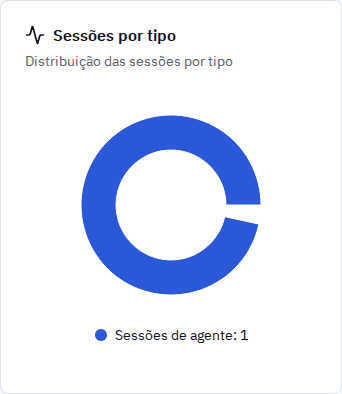 Sessões por tipo
Distribuição das sessões por tipo
Sessões de agente: 1